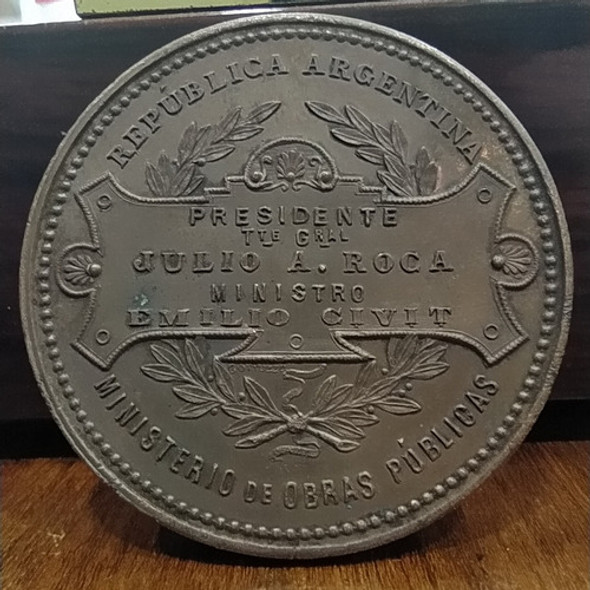 REPÚBLICA ARGENTINA
PRESIDENTE
TTE GRAL
JULIO A. ROCA
MINISTRO
EMILIO CIVIT
MINISTERIO DE OBRAS PÚBLICAS